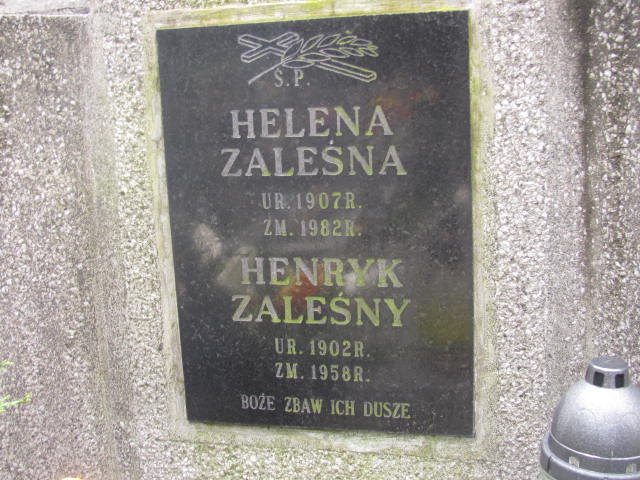 Ś.P.
HELENA
ZALEŚNA
UR. 1907R.
ZM. 1982R.
HENRYK
ZALEŚNY
UR. 1902R.
ZM. 1958R.
BOŻE ZBAW ICH DUSZE